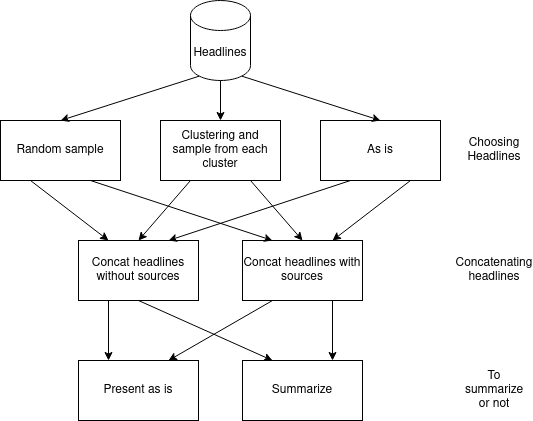 Headlines
Random sample
Clustering and
sample from each
cluster
As is
Choosing
Headlines
Concat headlines
without sources
Concat headlines with
sources
Concatenating
headlines
Present as is
Summarize
To
summarize
or not